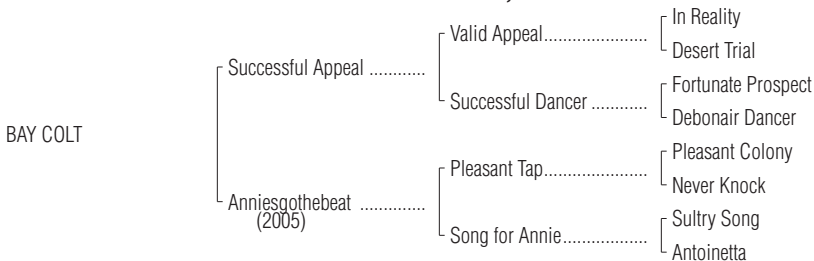 In Reality
Valid Appeal......................
Desert Trial
Successful Appeal ............
Fortunate Prospect
Successful Dancer ............
Debonair Dancer
BAY COLT
Pleasant Colony
Pleasant Tap......................
Never Knock
Anniesgothebeat ..............
(2005)
Sultry Song
Song for Annie..................
Antoinetta